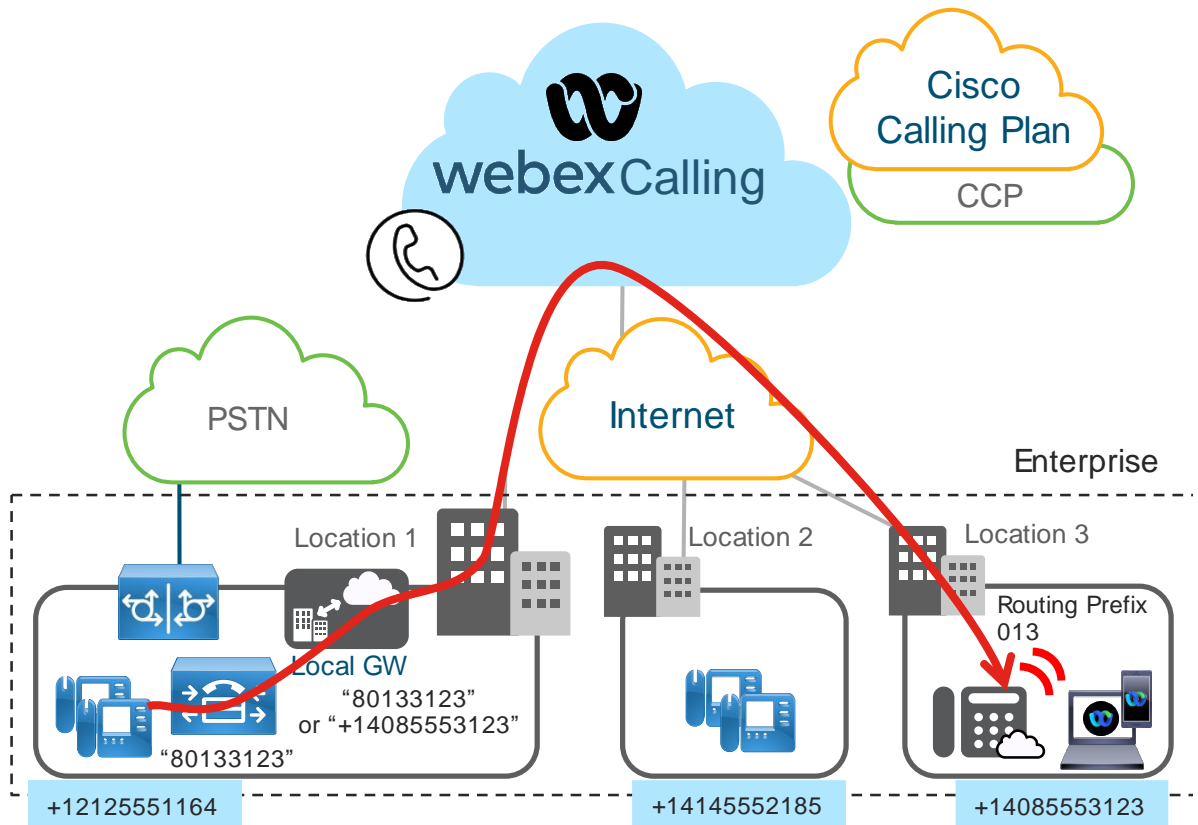 Cisco
Calling Plan
CCP
webex Calling
PSTN
Internet
Enterprise
Location 1
Location 2
Location 3
Routing Prefix
013
Local GW
“80133123”
or “+14085553123”
“80133123”
+12125551164
+14145552185
+14085553123